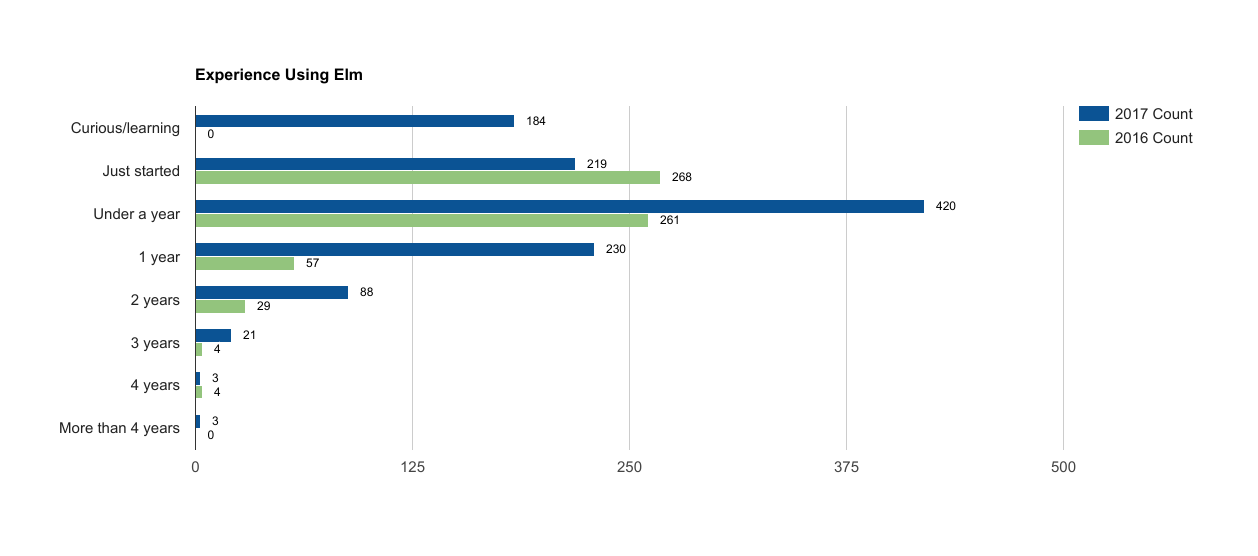 Experience Using Elm
2017 Count
2016 Count
Curious/learning
184
0
Just started
219
268
Under a year
420
261
1 year
230
57
2 years
88
29
3 years
21
4
4 years
3
4
More than 4 years
3
0
0 125 250 375 500